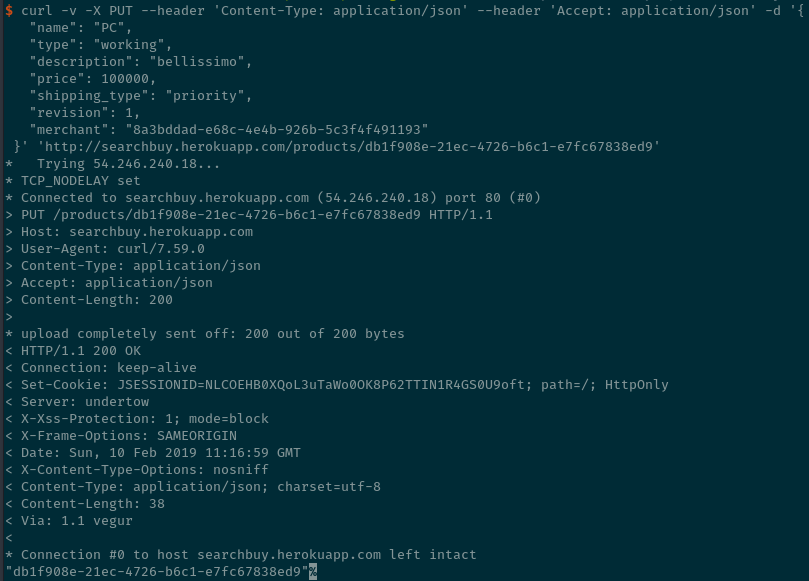 $ curl -v -X PUT --header 'Content-Type: application/json' --header 'Accept: application/json' -d '{
   "name": "PC",
   "type": "working",
   "description": "bellissimo",
   "price": 100000,
   "shipping_type": "priority",
   "revision": 1,
   "merchant": "8a3bddad-e68c-4e4b-926b-5c3f4f491193"
 }' 'http://searchbuy.herokuapp.com/products/db1f908e-21ec-4726-b6c1-e7fc67838ed9'
*   Trying 54.246.240.18...
* TCP_NODELAY set
* Connected to searchbuy.herokuapp.com (54.246.240.18) port 80 (#0)
> PUT /products/db1f908e-21ec-4726-b6c1-e7fc67838ed9 HTTP/1.1
> Host: searchbuy.herokuapp.com
> User-Agent: curl/7.59.0
> Content-Type: application/json
> Accept: application/json
> Content-Length: 200
>
* upload completely sent off: 200 out of 200 bytes
< HTTP/1.1 200 OK
< Connection: keep-alive
< Set-Cookie: JSESSIONID=NLCOEHB0XQoL3uTaWo0OK8P62TTIN1R4GS0U9oft; path=/; HttpOnly
< Server: undertow
< X-Xss-Protection: 1; mode=block
< X-Frame-Options: SAMEORIGIN
< Date: Sun, 10 Feb 2019 11:16:59 GMT
< X-Content-Type-Options: nosniff
< Content-Type: application/json; charset=utf-8
< Content-Length: 38
< Via: 1.1 vegur
<
* Connection #0 to host searchbuy.herokuapp.com left intact
"db1f908e-21ec-4726-b6c1-e7fc67838ed9"%